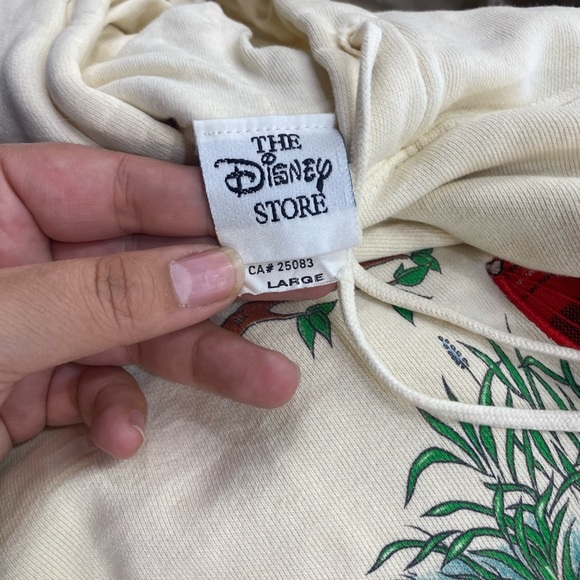 THE
Disney
STORE
CA# 25083
LARGE